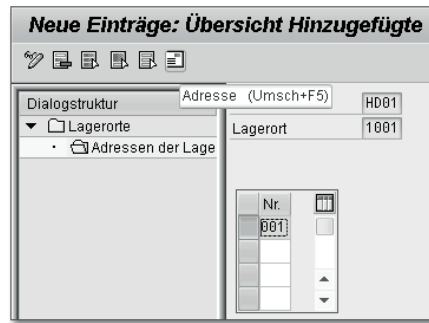 Neue Einträge: Übersicht Hinzugefügte
Adresse (Umsch+F5)
Dialogstruktur
HD01
Lagerorte
Lagerort 1001
Adressen der Lage
Nr.
001